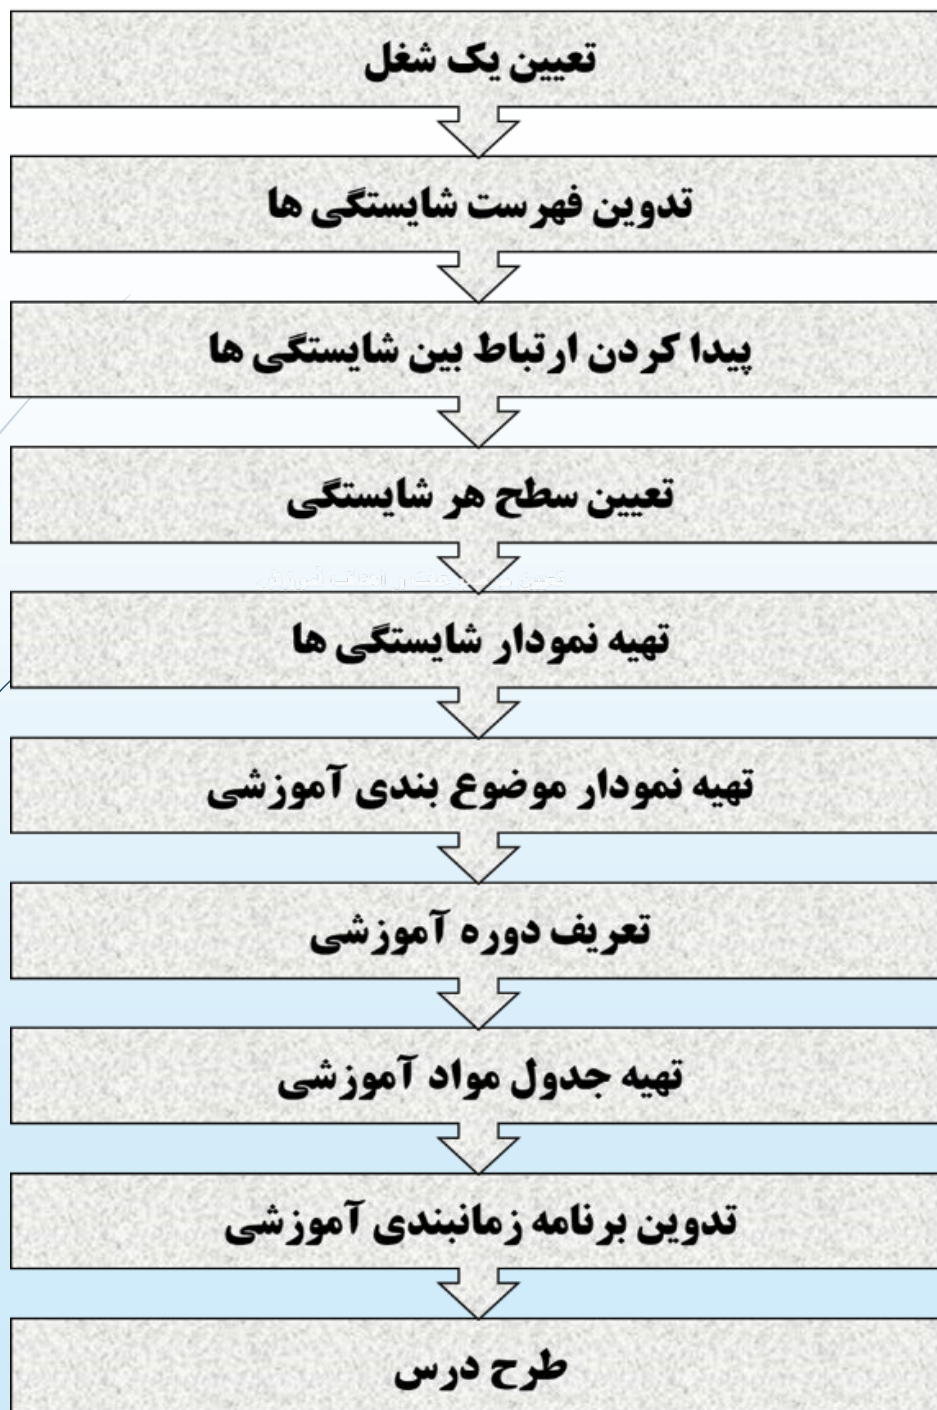 تعیین یک شغل
تدوین فهرست شایستگی ها
پیدا کردن ارتباط بین شایستگی ها
تعیین سطح هر شایستگی
تهیه نمودار شایستگی ها
تهیه نمودار موضوع بندی آموزشی
تعریف دوره آموزشی
تهیه جدول مواد آموزشی
تدوین برنامه زمانبندی آموزشی
طرح درس